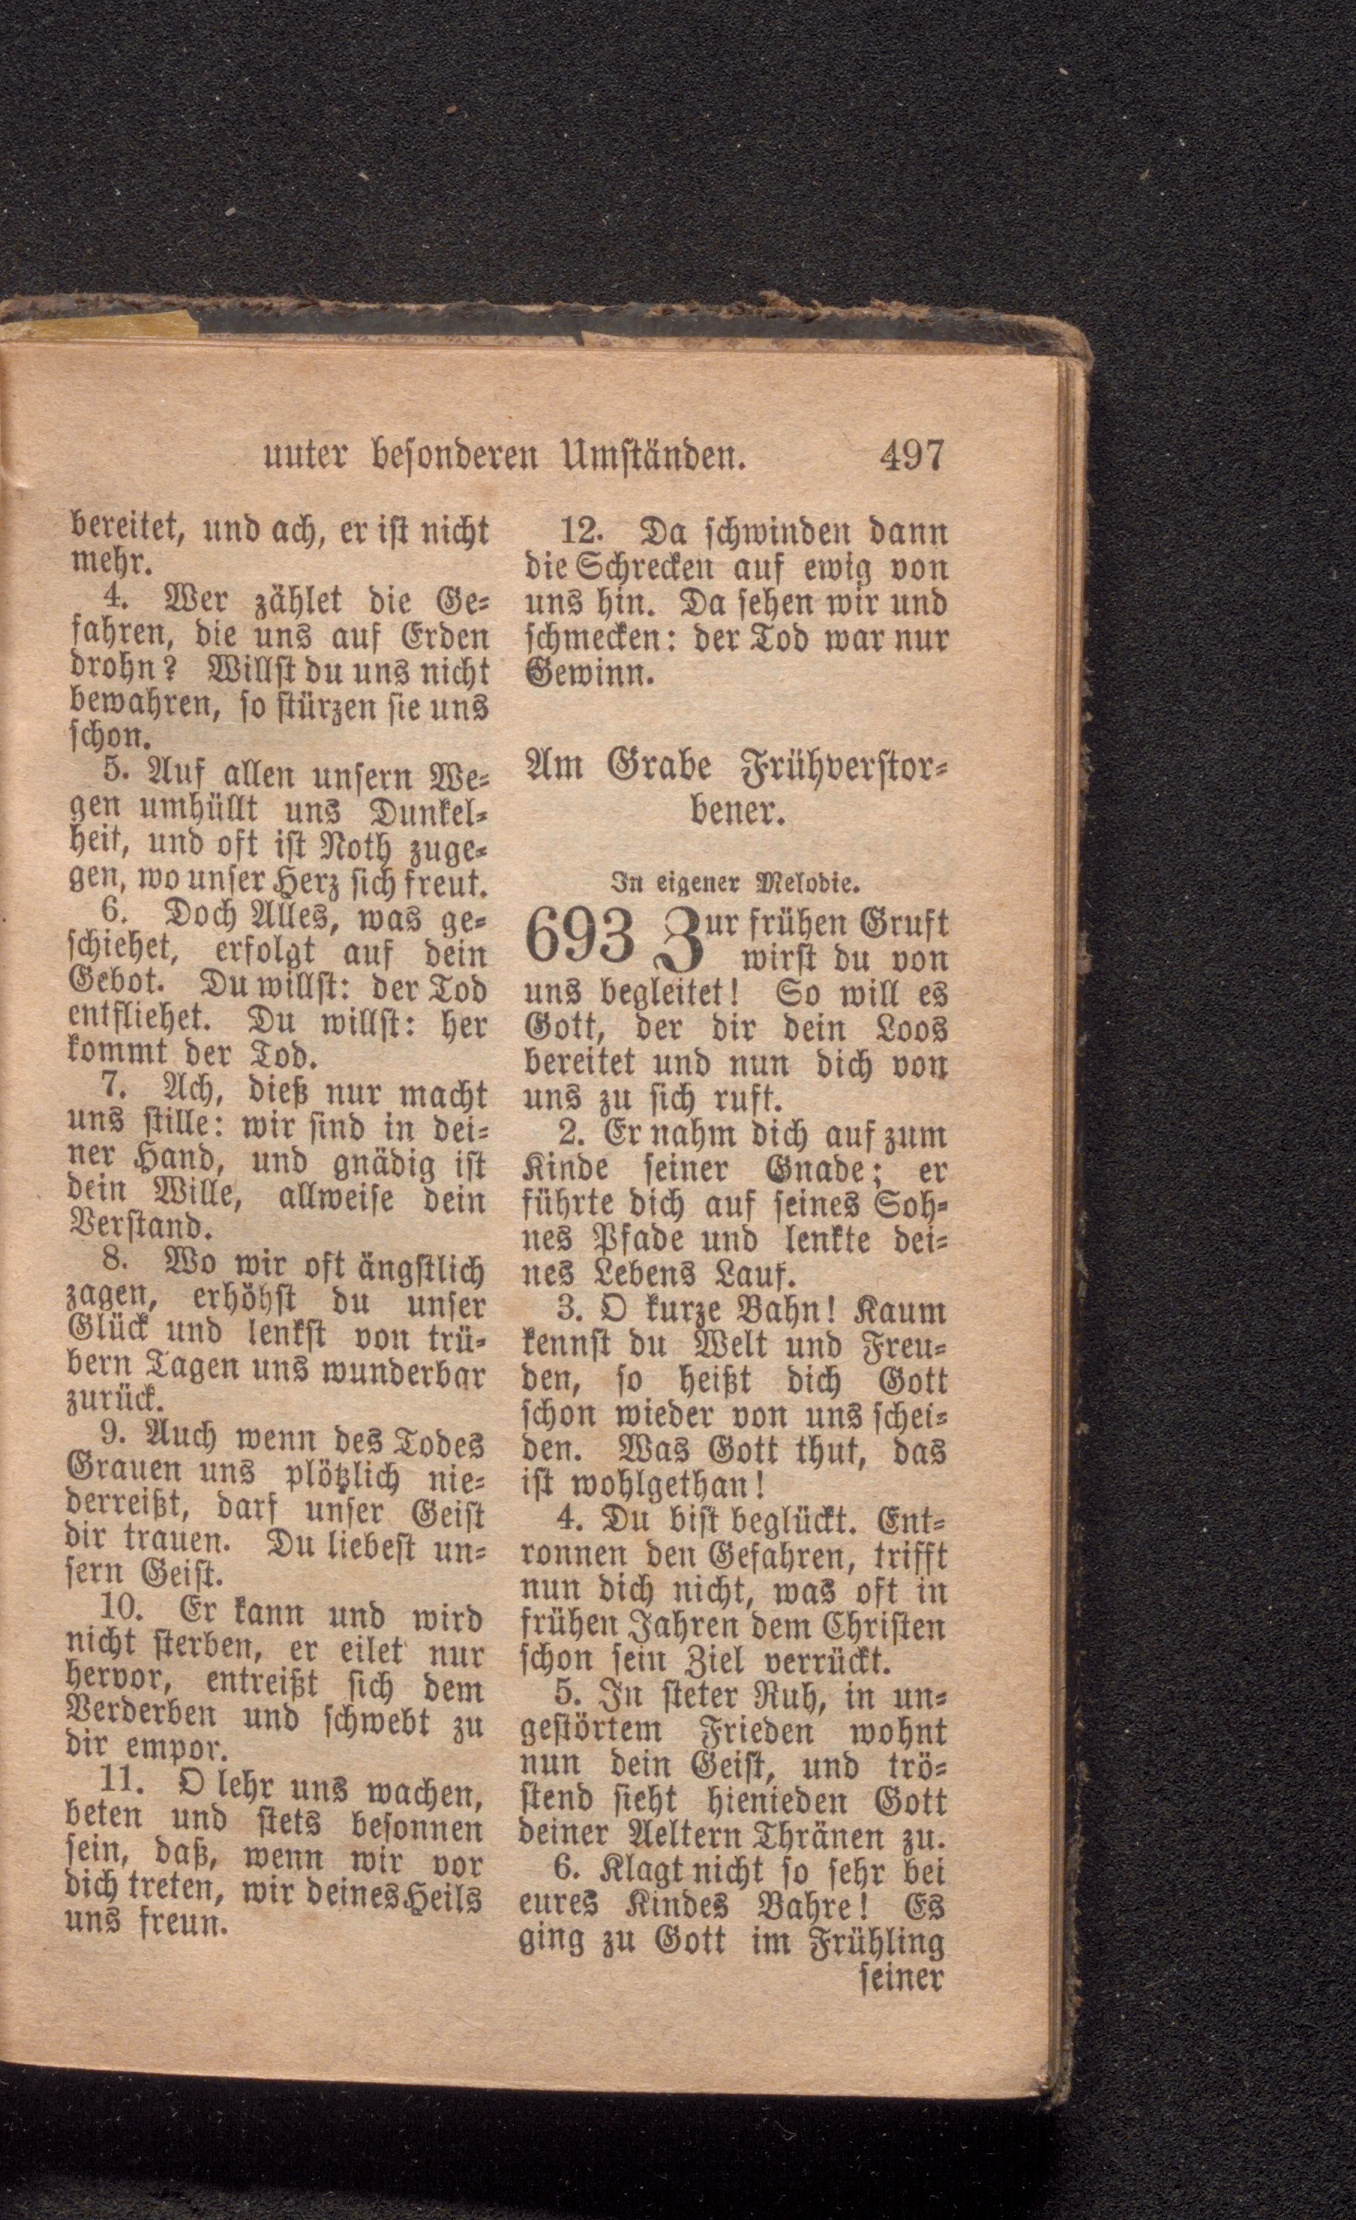 unter besonderen Umständen. 497
bereitet, und ach, er ist nicht
mehr.
4. Wer zählet die Ge-
fahren, die uns auf Erden
drohn? Willst du uns nicht
bewahren, so stürzen sie uns
schon.
5. Auf allen unsern We-
gen umhüllt uns Dunkel-
heit, und oft ist Noth zuge-
gen, wo unser Herz sich freut.
6. Doch Alles, was ge-
schiehet, erfolgt auf dein
Gebot. Du willst: der Tod
entfliehet. Du willst: her
kommt der Tod.
7. Ach, dieß nur macht
uns stille: wir sind in dei-
ner Hand, und gnädig ist
dein Wille, allweise dein
Verstand.
8. Wo wir oft ängstlich
zagen, erhöhst du unser
Glück und lenkst von trü-
bern Tagen uns wunderbar
zurück.
9. Auch wenn des Todes
Grauen uns plötzlich nie-
derreißt, darf unser Geist
dir trauen. Du liebest un-
sern Geist.
10. Er kann und wird
nicht sterben, er eilet nur
hervor, entreißt sich dem
Verderben und schwebt zu
dir empor.
11. O lehr uns wachen,
beten und stets besonnen
sein, daß, wenn wir vor
dich treten, wir deines Heils
uns freun.
12. Da schwinden dann
die Schrecken auf ewig von
uns hin. Da sehen wir und
schmecken: der Tod war nur
Gewinn.
Am Grabe Frühverstor-
bener.
In eigener Melodie.
693 Zur frühen Gruft
wirst du von
uns begleitet! So will es
Gott, der dir dein Loos
bereitet und nun dich von
uns zu sich ruft.
2. Er nahm dich auf zum
Kinde seiner Gnade; er
führte dich auf seines Soh-
nes Pfade und lenkte dei-
nes Lebens Lauf.
3. O kurze Bahn! Kaum
kennst du Welt und Freu-
den, so heißt dich Gott
schon wieder von uns schei-
den. Was Gott thut, das
ist wohlgethan!
4. Du bist beglückt. Ent-
ronnen den Gefahren, trifft
nun dich nicht, was oft in
frühen Jahren dem Christen
schon sein Ziel verrückt.
5. In steter Ruh, in un-
gestörtem Frieden wohnt
nun dein Geist, und trö-
stend sieht hienieden Gott
deiner Aeltern Thränen zu.
6. Klagt nicht so sehr bei
eures Kindes Bahre! Es
ging zu Gott im Frühling
seiner